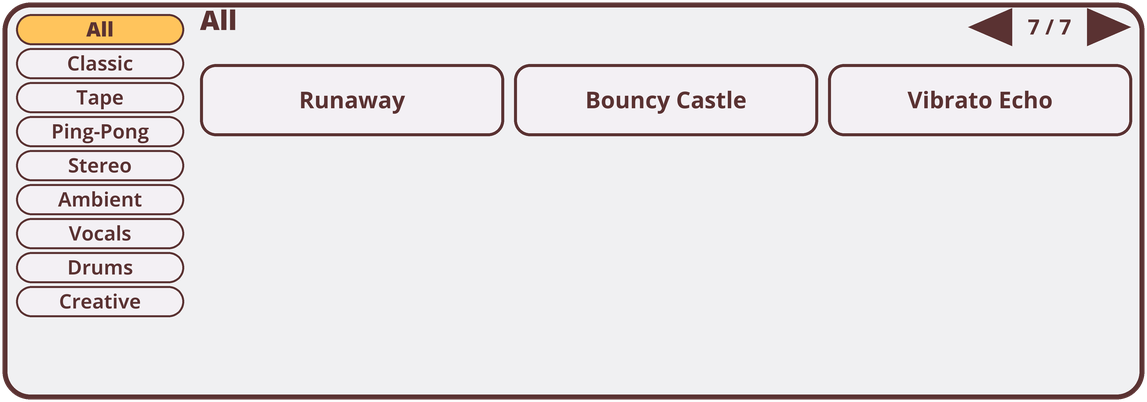 All
Classic
Tape
Ping-Pong
Stereo
Ambient
Vocals
Drums
Creative
All
7 / 7
Runaway
Bouncy Castle
Vibrato Echo